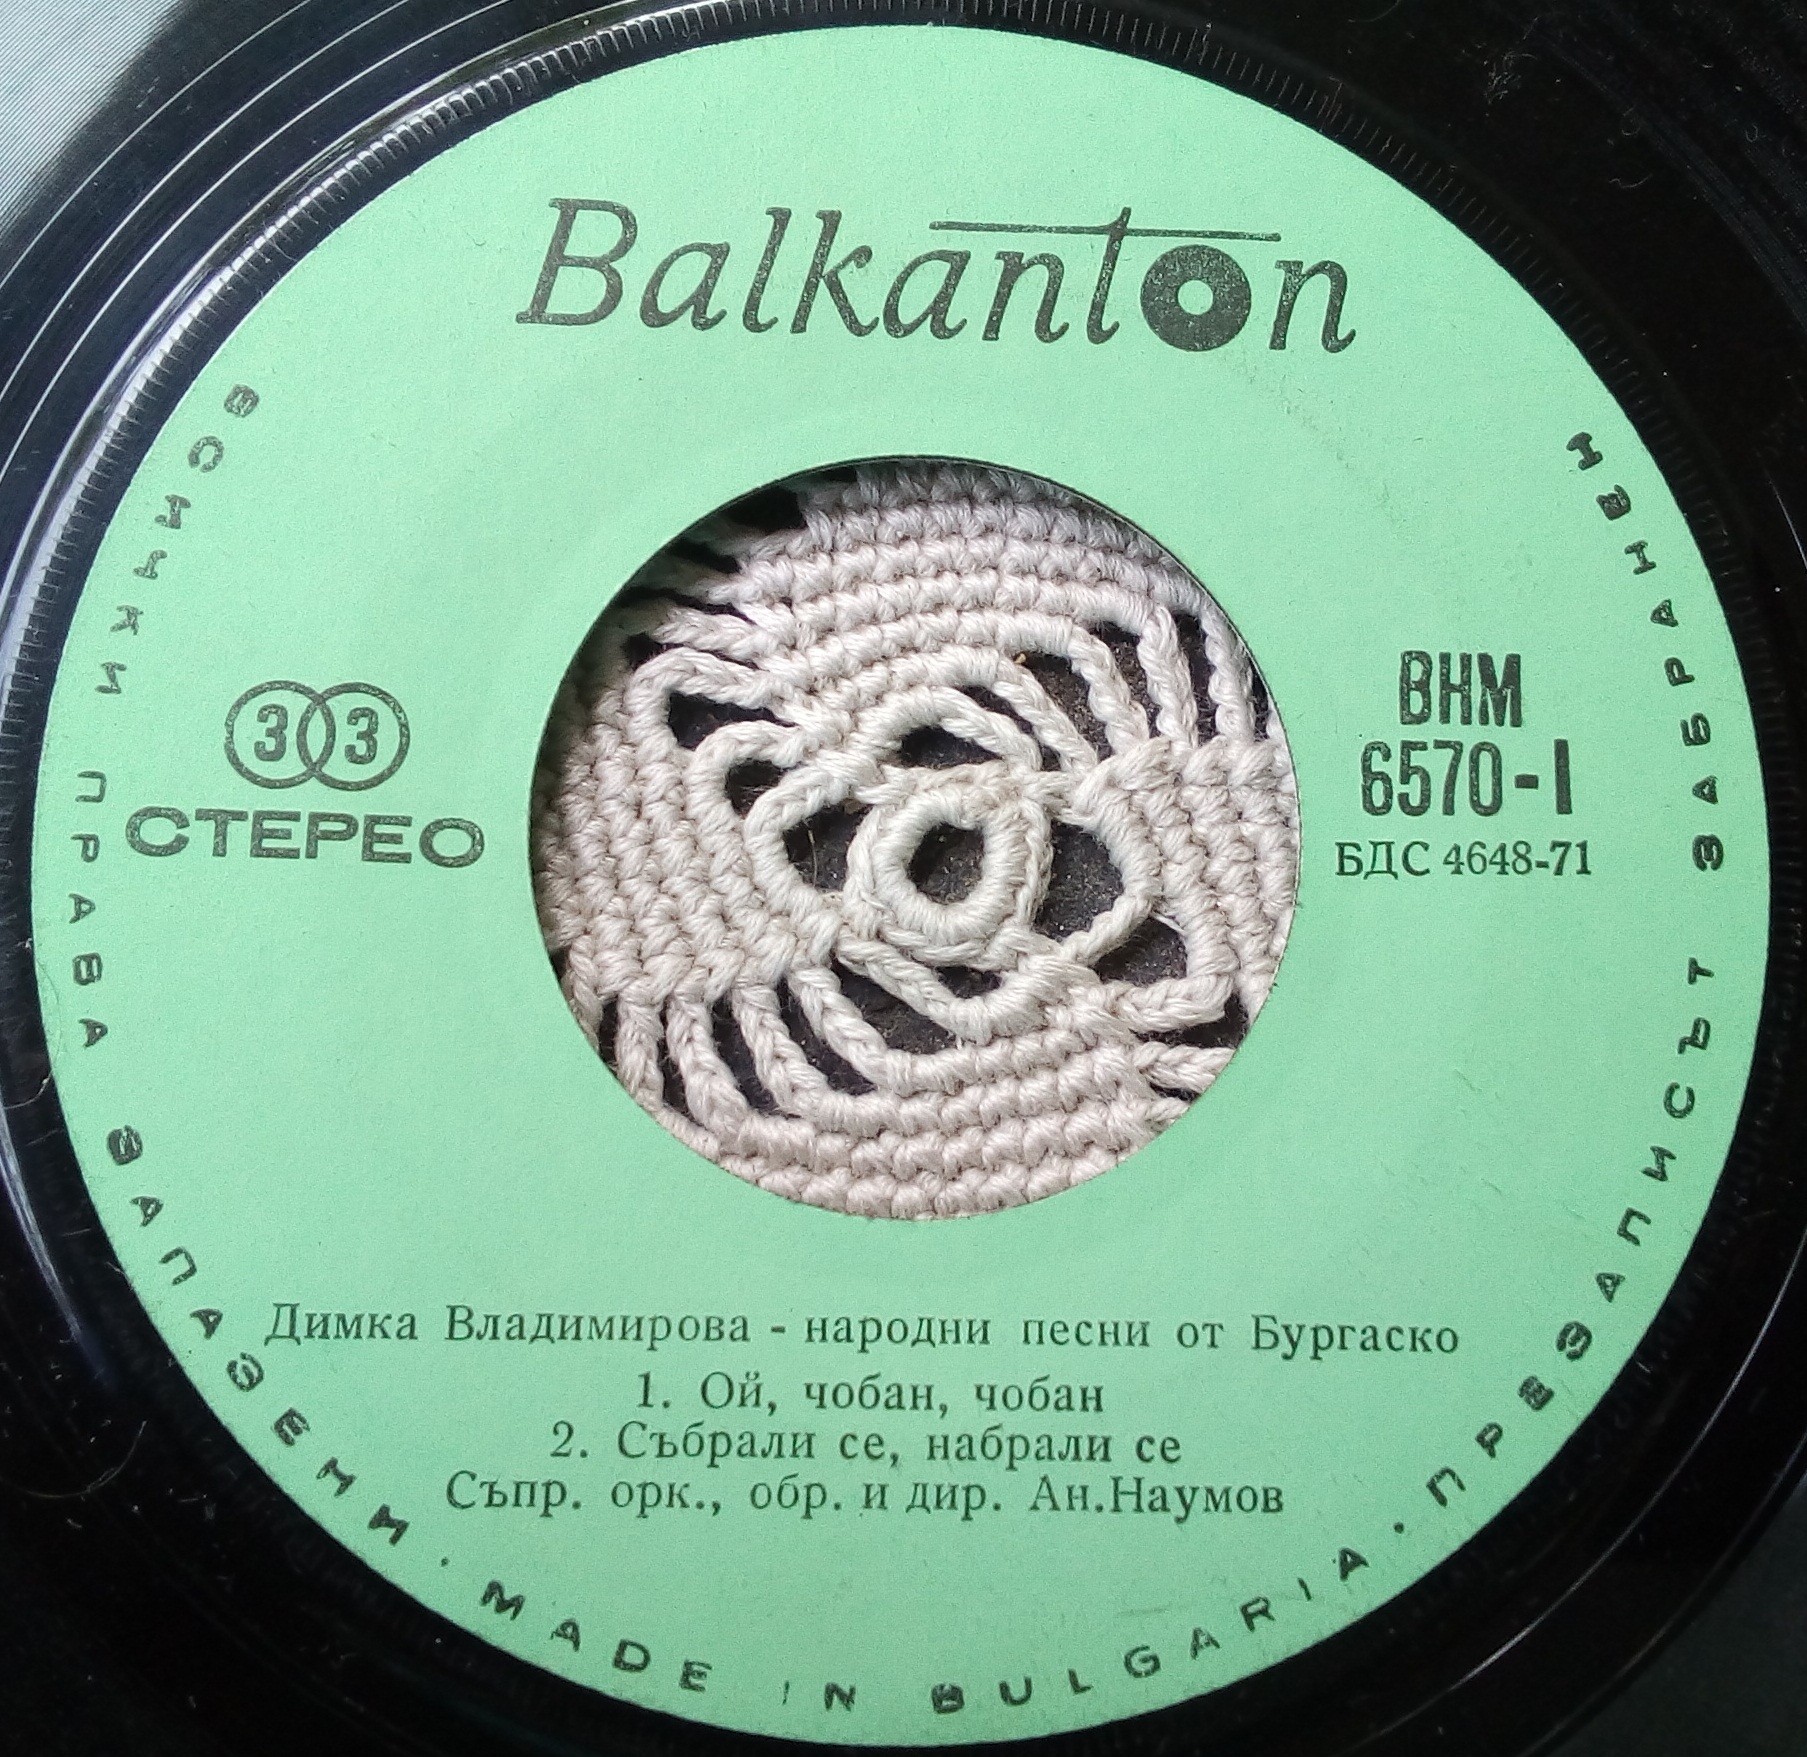 Balkanton
33
СТЕРЕО
ВНМ
6570-I
БДС 4648-71
Димка Владимирова - народни песни от Бургаско
1. Ой, чобан, чобан
2. Събрали се, набрали се
Съпр. орк., обр. и дир. Ан.Наумов
ВСИЧКИ ПРАВА ЗАПАЗЕНИ · MADE IN BULGARIA · ПРЕЗАПИСЪТ ЗАБРАНЕН